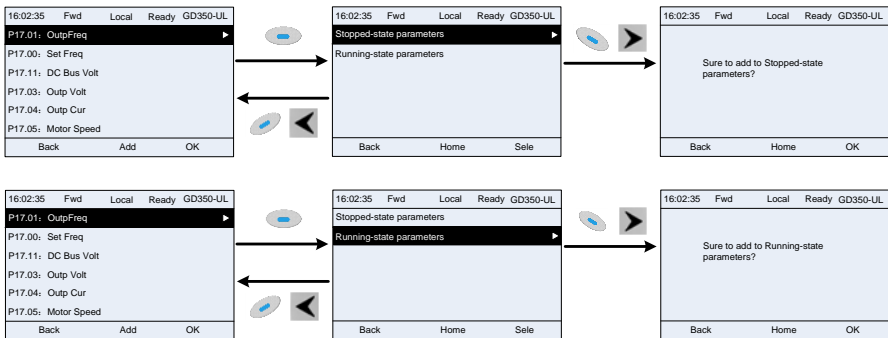 16:02:35 Fwd Local Ready GD350-UL
P17.01: OutpFreq
P17.00: Set Freq
P17.11: DC Bus Volt
P17.03: Outp Volt
P17.04: Outp Cur
P17.05: Motor Speed
Back Add OK
16:02:35 Fwd Local Ready GD350-UL
Stopped-state parameters
Running-state parameters
Back Home Sele
16:02:35 Fwd Local Ready GD350-UL
Sure to add to Stopped-state
parameters?
Back Home OK
16:02:35 Fwd Local Ready GD350-UL
P17.01: OutpFreq
P17.00: Set Freq
P17.11: DC Bus Volt
P17.03: Outp Volt
P17.04: Outp Cur
P17.05: Motor Speed
Back Add OK
16:02:35 Fwd Local Ready GD350-UL
Stopped-state parameters
Running-state parameters
Back Home Sele
16:02:35 Fwd Local Ready GD350-UL
Sure to add to Running-state
parameters?
Back Home OK